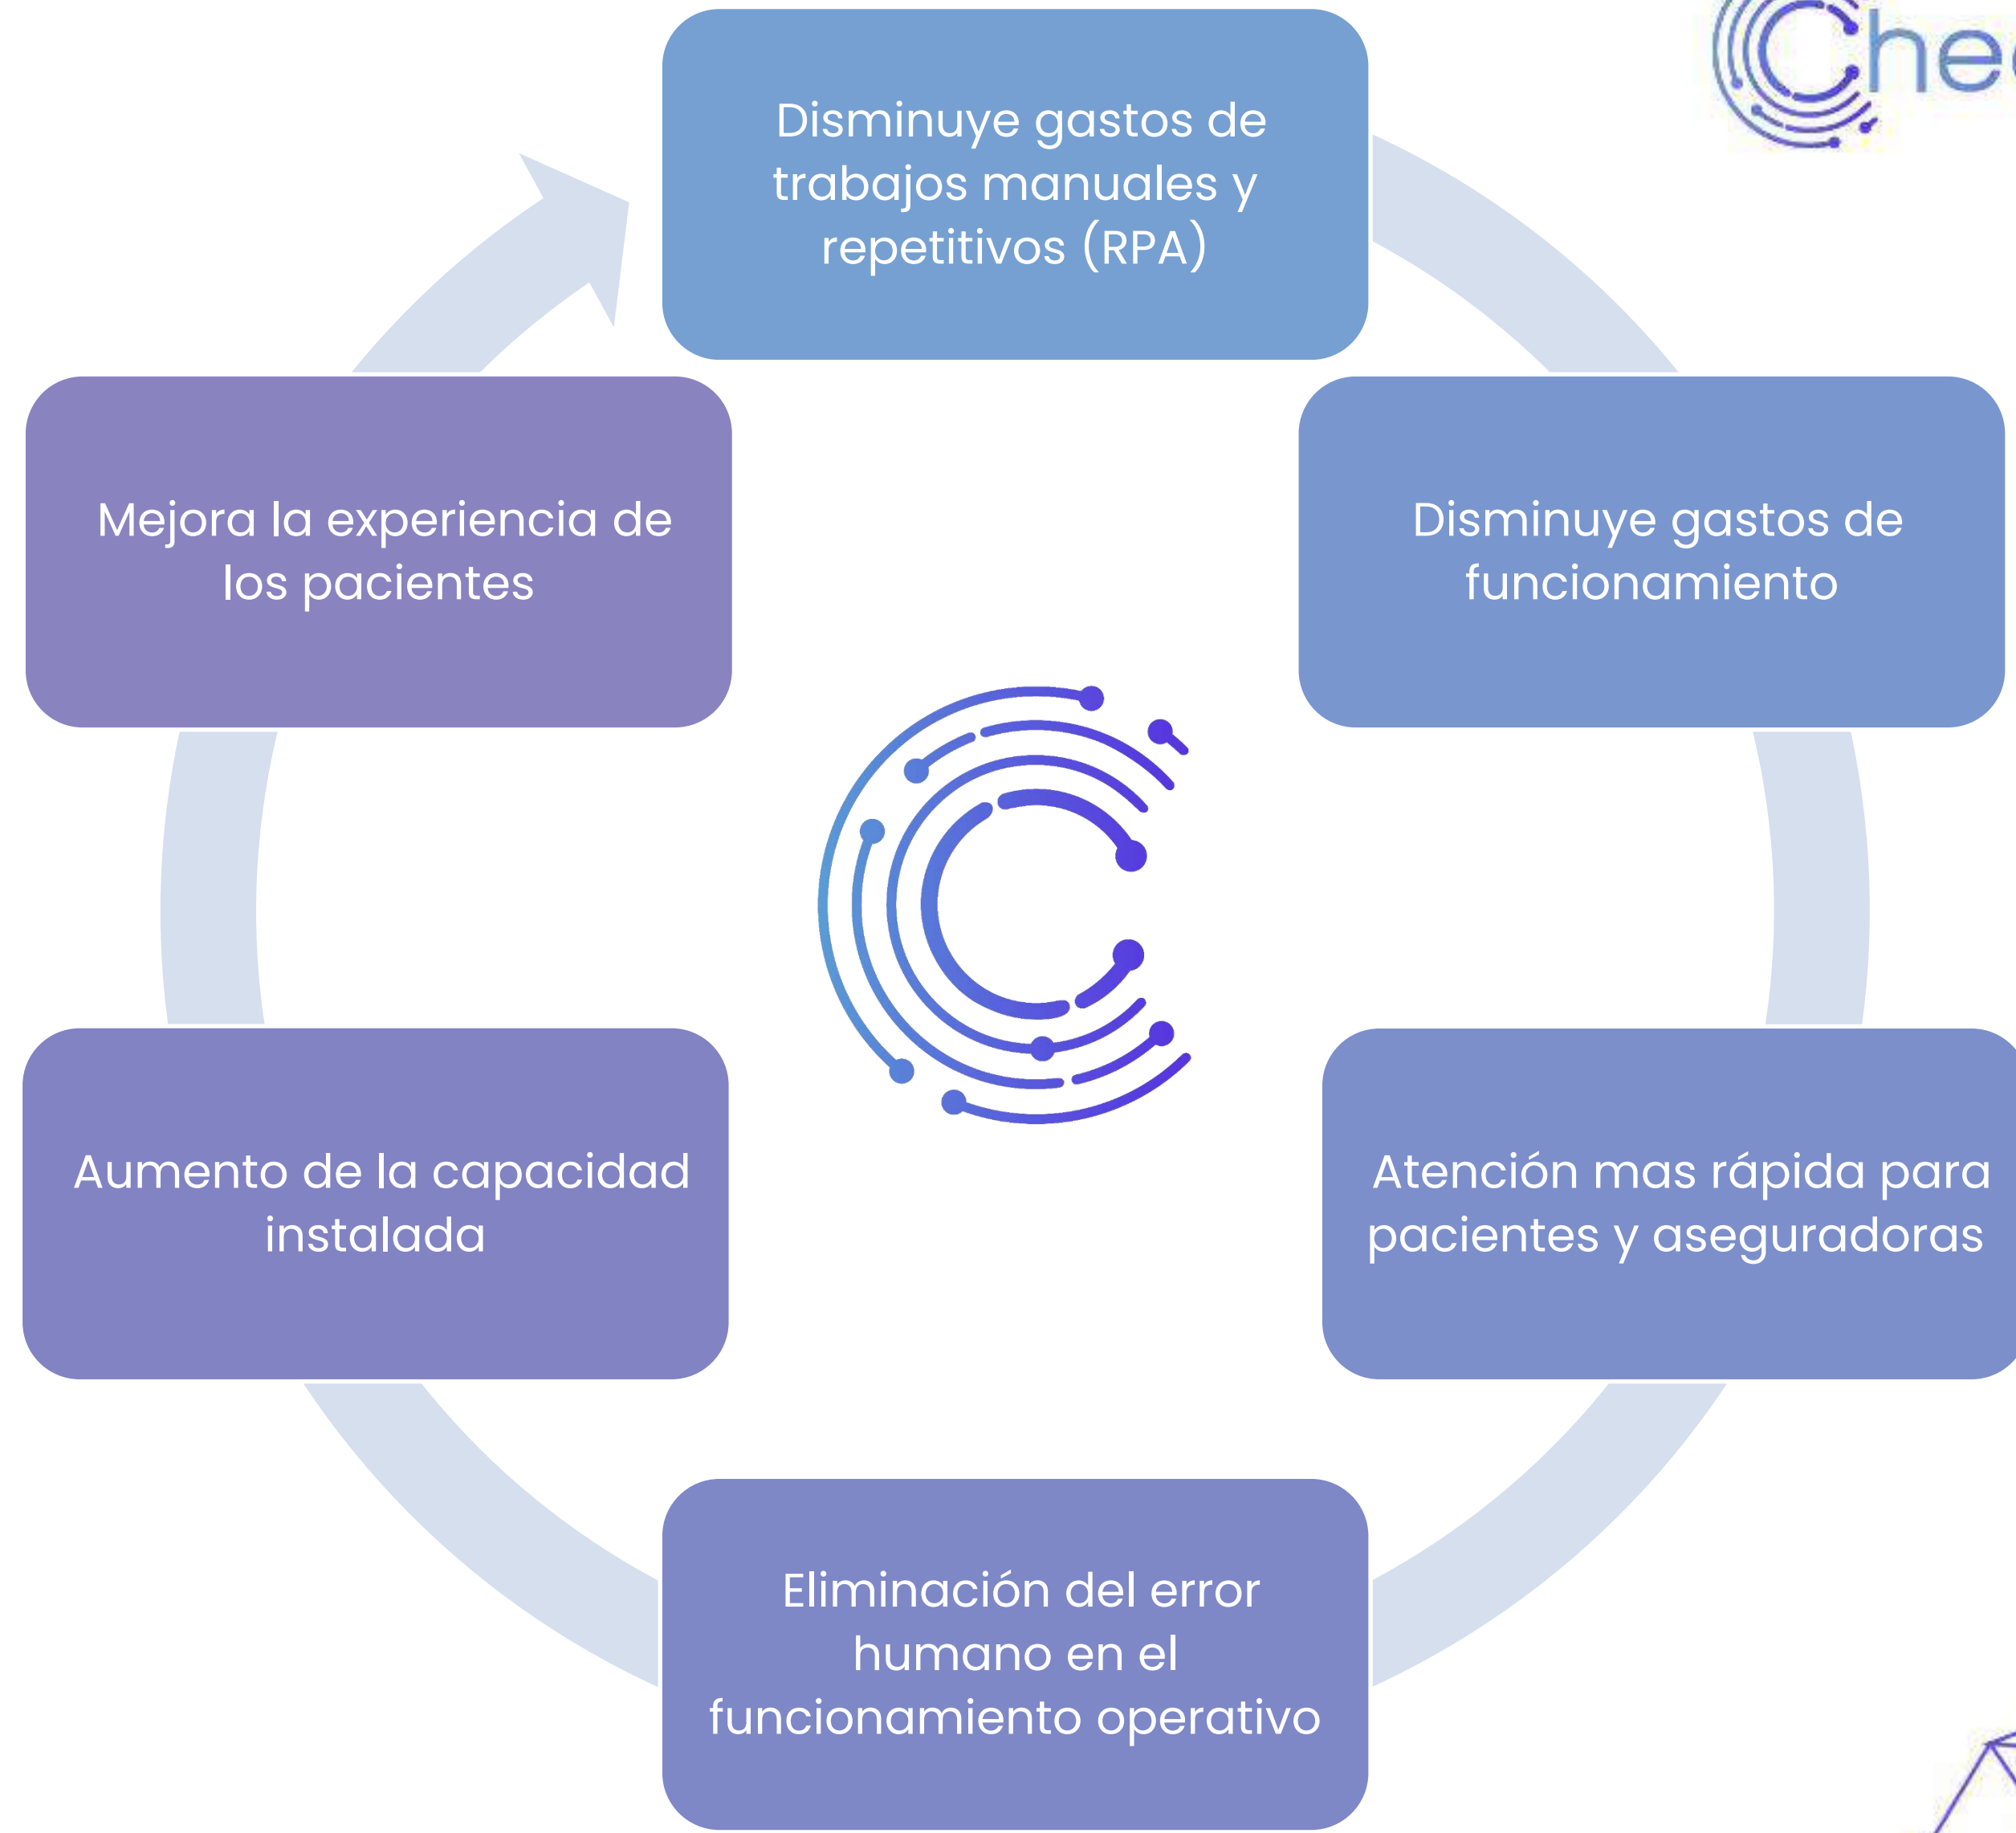 Disminuye gastos de
trabajos manuales y
repetitivos (RPA)
Disminuye gastos de
funcionamiento
Atención mas rápida para
pacientes y aseguradoras
Eliminación del error
humano en el
funcionamiento operativo
Aumento de la capacidad
instalada
Mejora la experiencia de
los pacientes